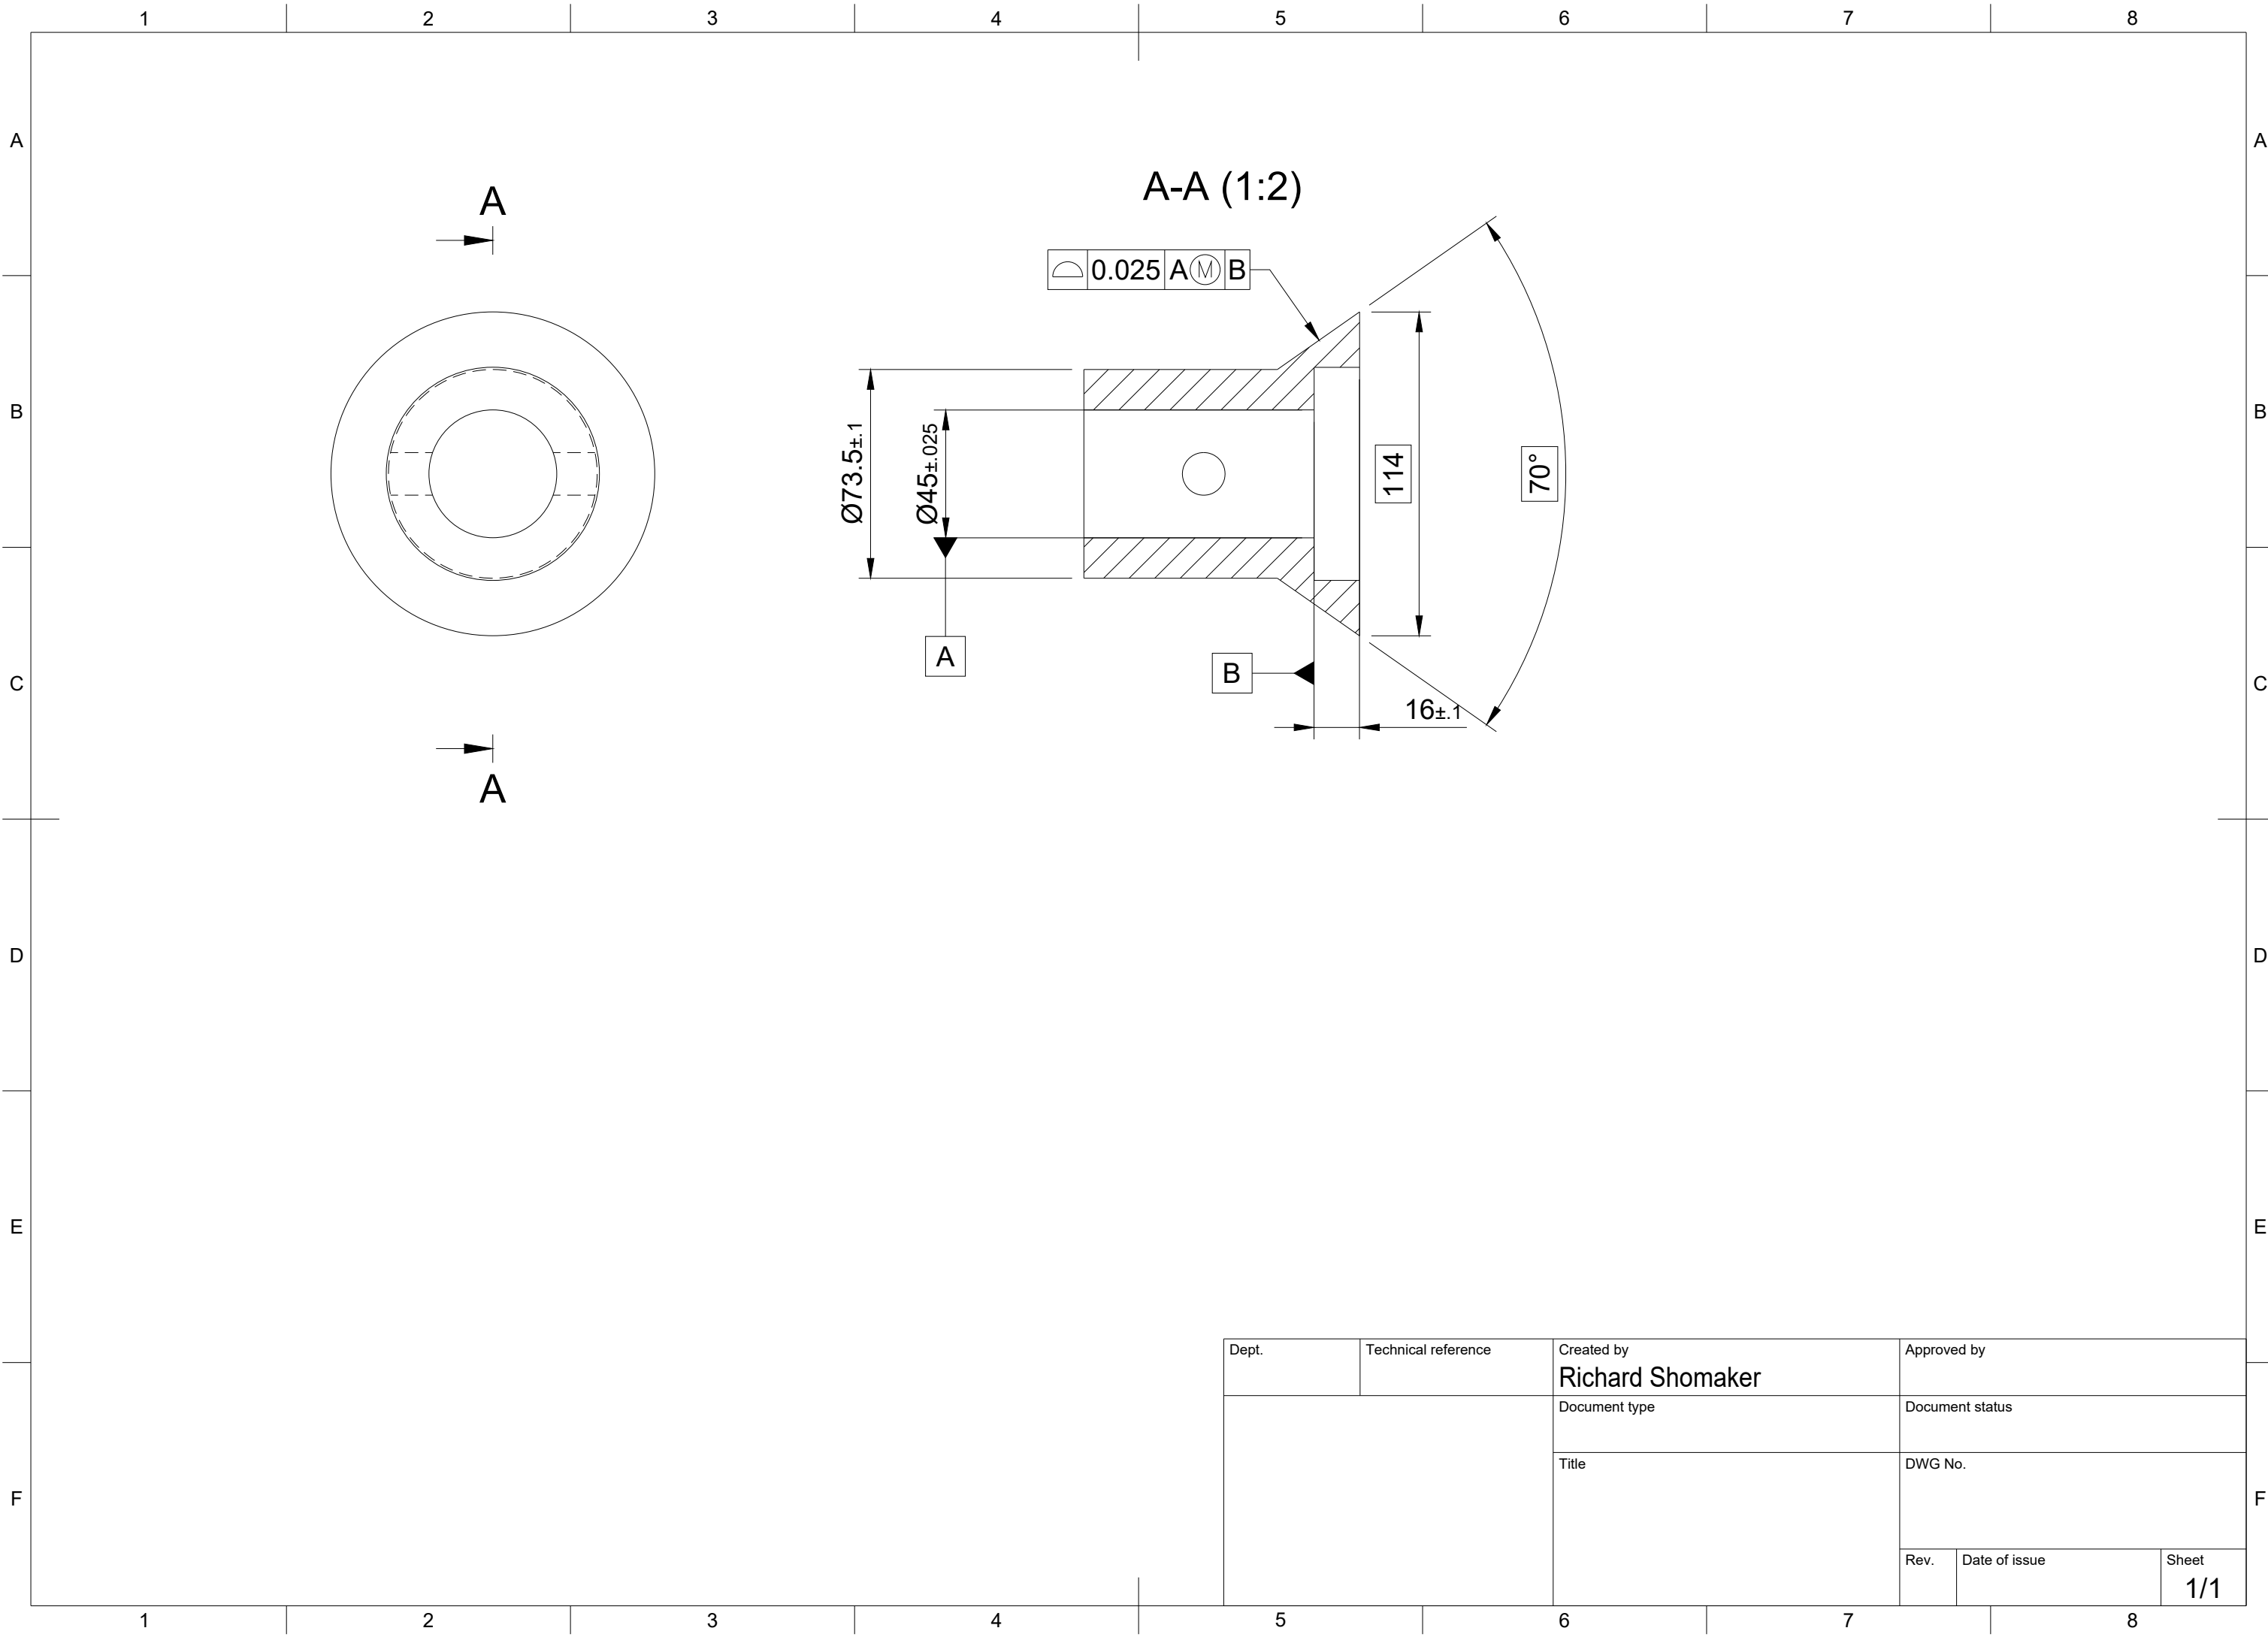 1 2 3 4 5 6 7 8
A A
A
A-A (1:2)
0.025 A Ⓜ B
B B
Ø73.5±.1
Ø45±.025
114
70°
A
B
C C
16±.1
A
D D
E E
Dept. Technical reference Created by Approved by
Richard Shomaker
Document type Document status
Title DWG No.
F F
Rev. Date of issue Sheet
1/1
1 2 3 4 5 6 7 8